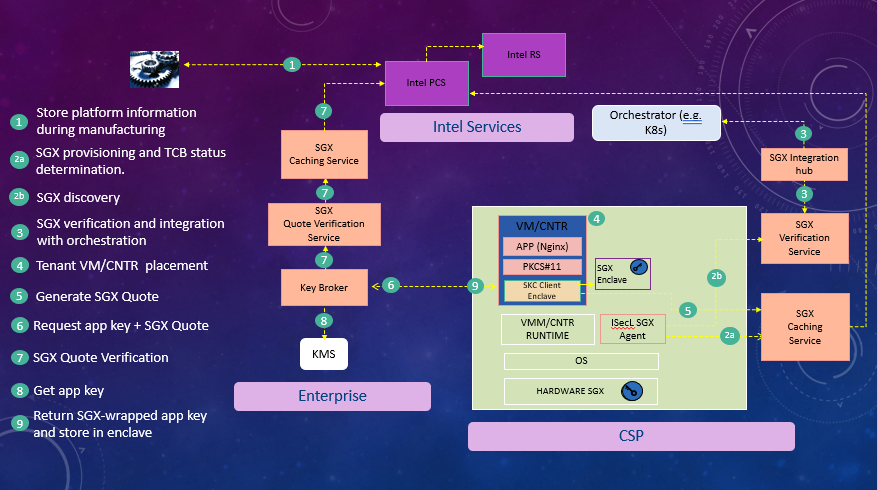 1
Intel RS
Intel PCS
7
Intel Services
Orchestrator (e.g.
K8s)
3
SGX Integration
hub
3
1 Store platform information
during manufacturing
2a SGX provisioning and TCB status
determination.
2b SGX discovery
3 SGX verification and integration
with orchestration
4 Tenant VM/CNTR placement
5 Generate SGX Quote
6 Request app key + SGX Quote
7 SGX Quote Verification
8 Get app key
9 Return SGX-wrapped app key
and store in enclave
SGX
Caching Service
7
SGX
Quote Verification
Service
7
Key Broker
6
9
8
KMS
Enterprise
VM/CNTR
4
APP (Nginx)
PKCS#11
SKC Client
Enclave
SGX
Enclave
VMM/CNTR
RUNTIME
ISecL SGX
Agent
OS
HARDWARE SGX
2b
5
2a
SGX
Verification
Service
SGX
Caching
Service
CSP